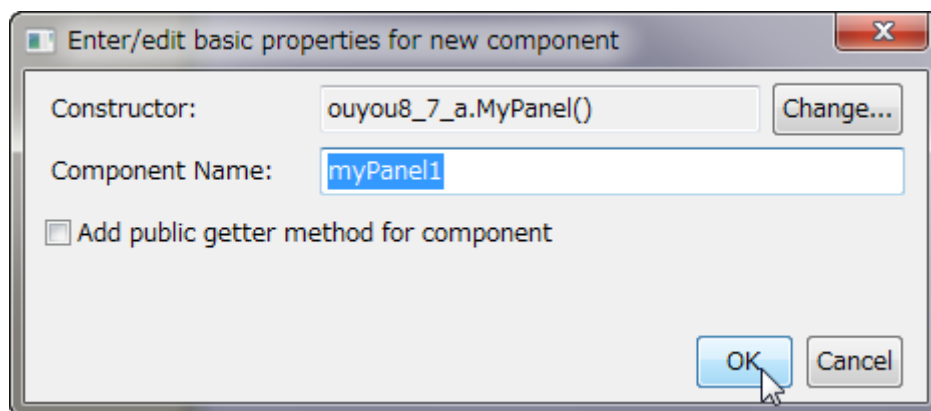 Enter/edit basic properties for new component
Constructor: ouyou8_7_a.MyPanel() Change...
Component Name: myPanel1
Add public getter method for component
OK Cancel